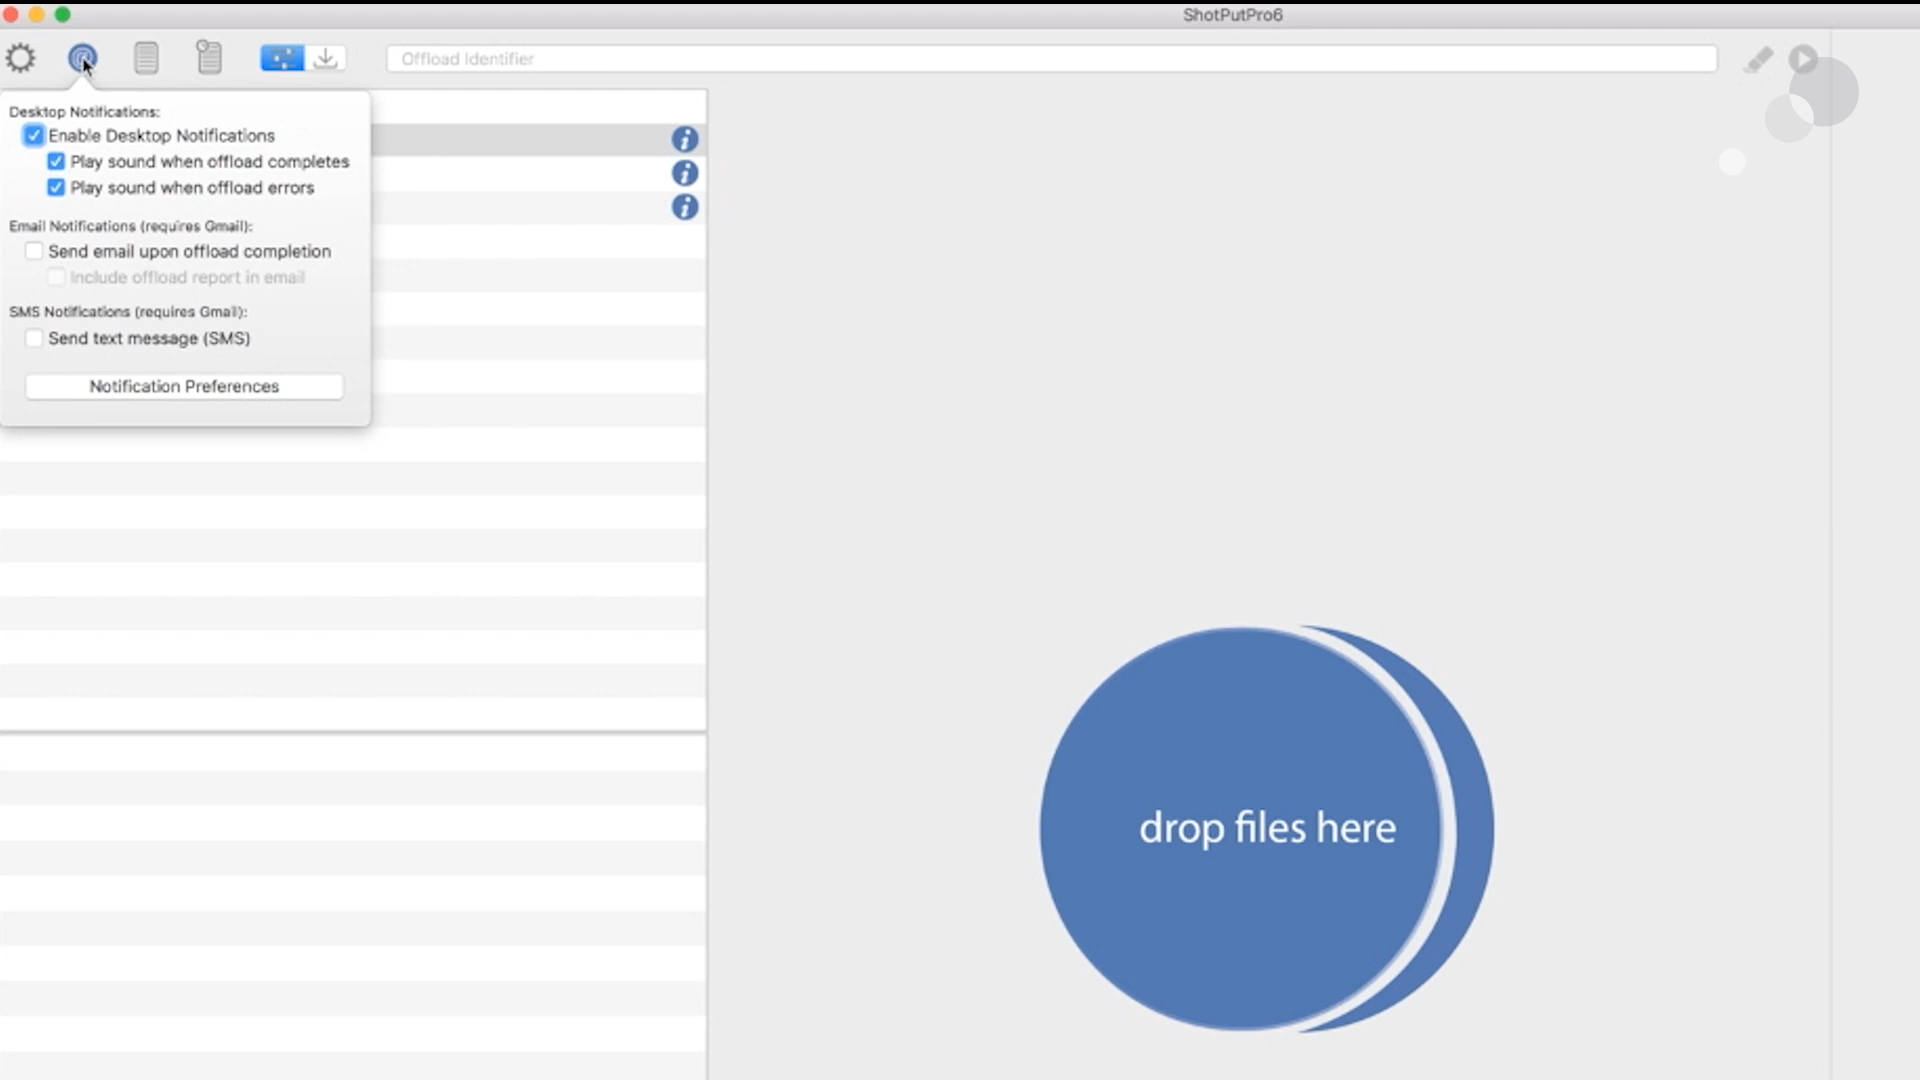 ShotPutPro6
Offload Identifier
Desktop Notifications:
Enable Desktop Notifications
Play sound when offload completes
Play sound when offload errors
Email Notifications (requires Gmail):
Send email upon offload completion
Include offload report in email
SMS Notifications (requires Gmail):
Send text message (SMS)
Notification Preferences
drop files here